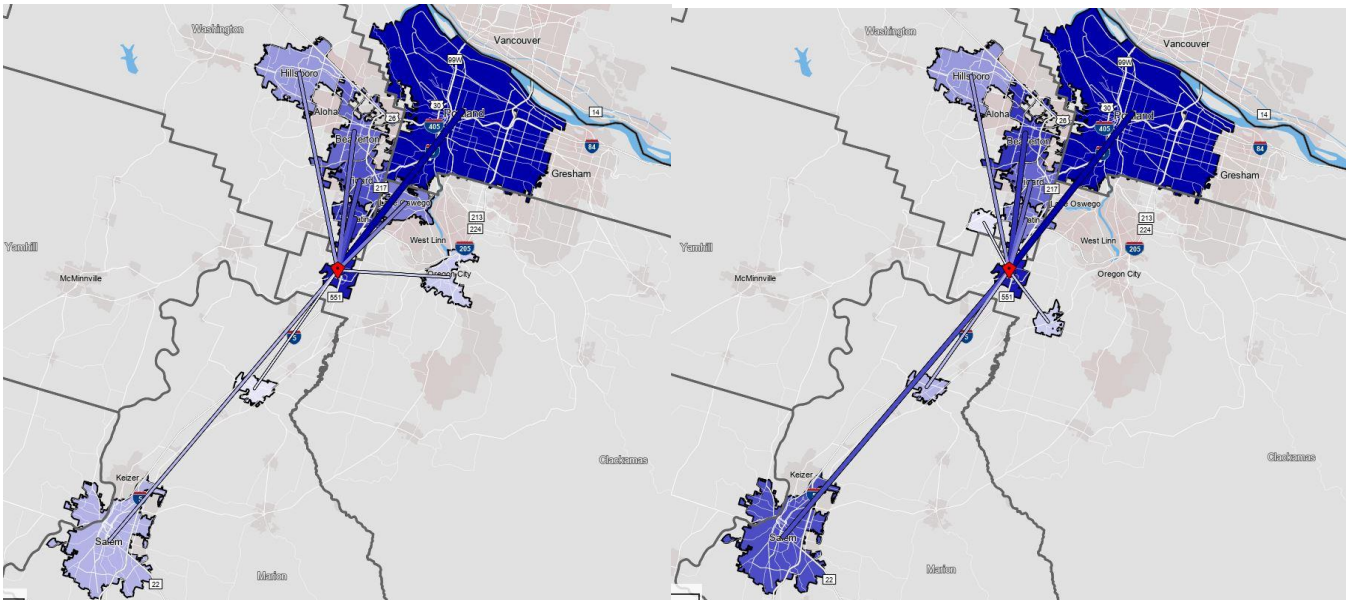 Washington
Vancouver
99W
Hillsboro
30
Aloha
14
26
Portland
405
Beaverton
84
Gresham
217
213
224
West Linn
205
Yamhill
McMinnville
Oregon City
551
5
Clackamas
Keizer
5
Salem
22
Marion
Washington
Vancouver
99W
Hillsboro
30
Aloha
14
26
405
84
Gresham
217
Lake Oswego
213
224
West Linn
205
Yamhill
McMinnville
Oregon City
551
5
Clackamas
Keizer
Salem
22
Marion